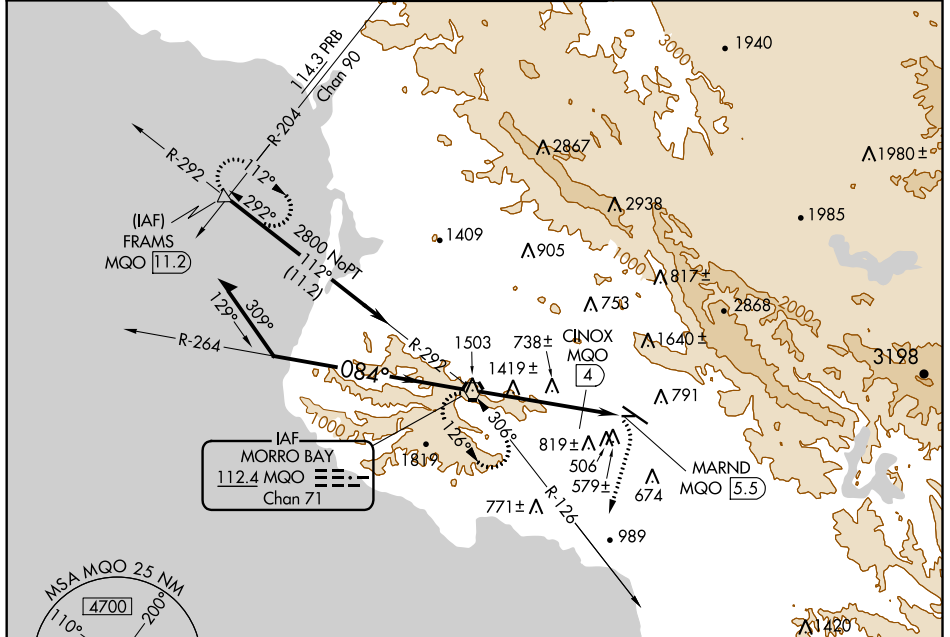 114.3 PRB
Chan 90
R-204
3000
1940
R-292
112°
292°
2867
1980 ±
(IAF)
FRAMS
MQO 11.2
2938
1985
1409
2800 NoPT
112°
(11.2)
905
1000
817±
2000
309°
129°
753
2868
R-264
R-292
1503
738±
CINOX
MQO
4
1640±
1419±
3198
084°
791
1000
306°
126°
IAF
MORRO BAY
112.4 MQO
Chan 71
1819
819±
506
579±
MARND
MQO 5.5
674
R-126
771±
989
MSA MQO 25 NM
4700
110°
200°
1420